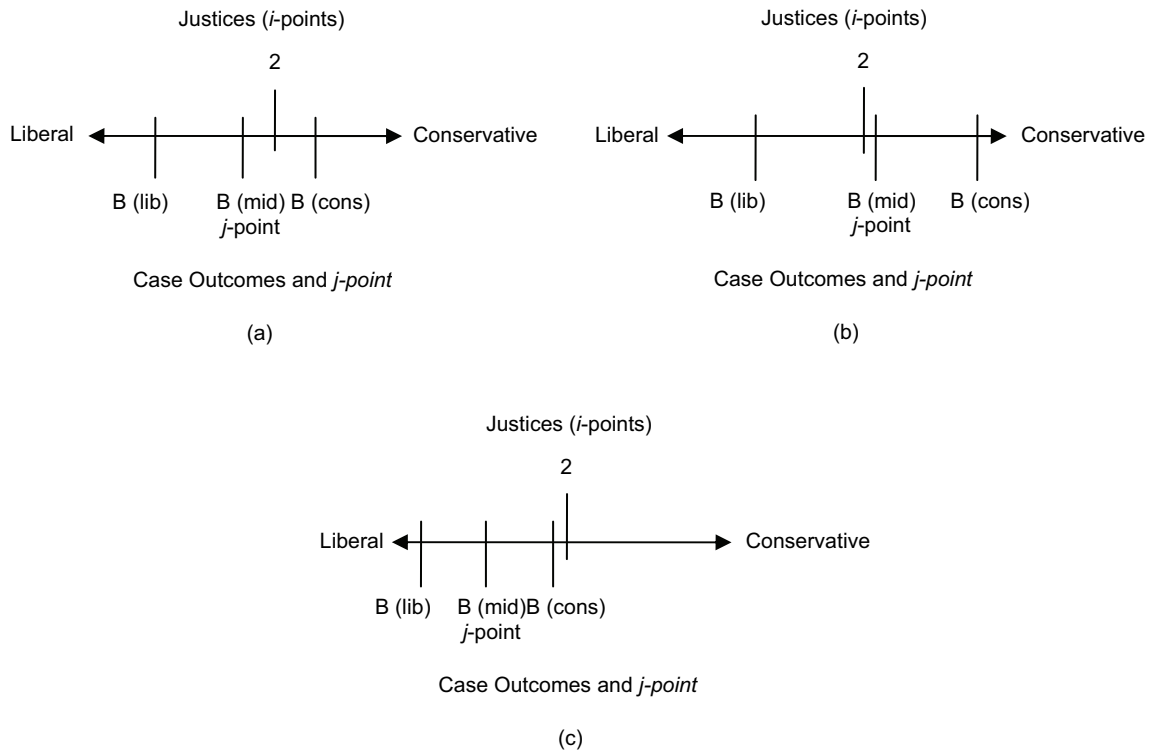 Justices (i-points)
2
Liberal
Conservative
B (lib)
B (mid)
B (cons)
j-point
Case Outcomes and j-point
(a)
Justices (i-points)
2
Liberal
Conservative
B (lib)
B (mid)
B (cons)
j-point
Case Outcomes and j-point
(b)
Justices (i-points)
2
Liberal
Conservative
B (lib)
B (mid)
B (cons)
j-point
Case Outcomes and j-point
(c)